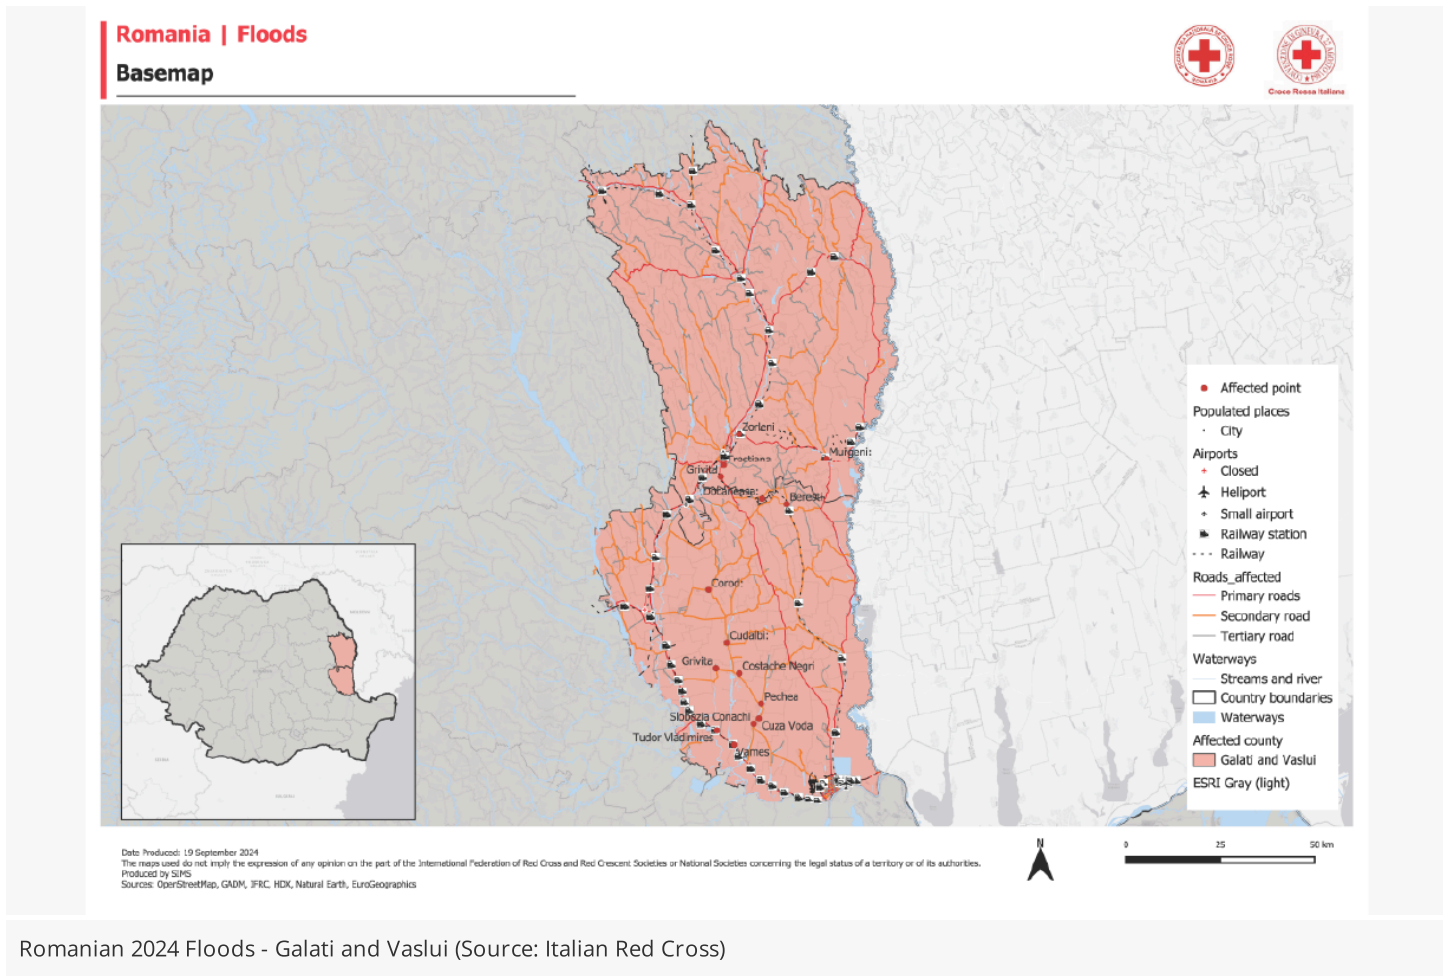 Romania | Floods
Basemap
Croce Rossa Italiana
Zorleni
Murgeni:
Grivita
Beresti-
Corod:
Cudalbi:
Grivita
Costache Negri
Pechea
Slobozia Conachi
Cuza Voda
Tudor Vladimires
Vames
Affected point
Populated places
City
Airports
Closed
Heliport
Small airport
Railway station
Railway
Roads_affected
Primary roads
Secondary road
Tertiary road
Waterways
Streams and river
Country boundaries
Waterways
Affected county
Galati and Vaslui
ESRI Gray (light)
Date Produced: 19 September 2024
The maps used do not imply the expression of any opinion on the part of the International Federation of Red Cross and Red Crescent Societies or National Societies concerning the legal status of a territory or of its authorities.
Produced by SIMS
Sources: OpenStreetMap, GADM, IFRC, HDX, Natural Earth, EuroGeographics
N
0 25 50 km
Romanian 2024 Floods - Galati and Vaslui (Source: Italian Red Cross)